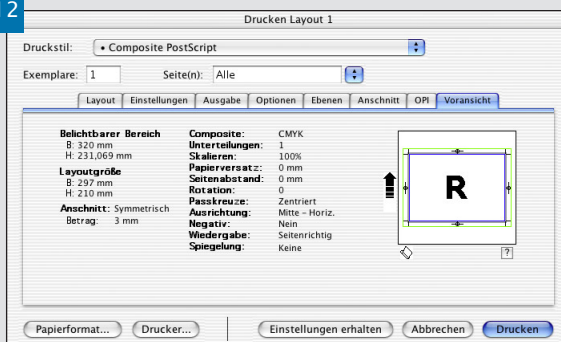 12
Drucken Layout 1
Druckstil: • Composite PostScript
Exemplare: 1 Seite(n): Alle
Layout Einstellungen Ausgabe Optionen Ebenen Anschnitt OPI Voransicht
Belichtbarer Bereich
B: 320 mm
H: 231,069 mm
Layoutgröße
B: 297 mm
H: 210 mm
Anschnitt: Symmetrisch
Betrag: 3 mm
Composite: CMYK
Unterteilungen: 1
Skalieren: 100%
Papierversatz: 0 mm
Seitenabstand: 0 mm
Rotation: 0
Passkreuze: Zentriert
Ausrichtung: Mitte – Horiz.
Negativ: Nein
Wiedergabe: Seitenrichtig
Spiegelung: Keine
R
?
Papierformat... Drucker... Einstellungen erhalten Abbrechen Drucken